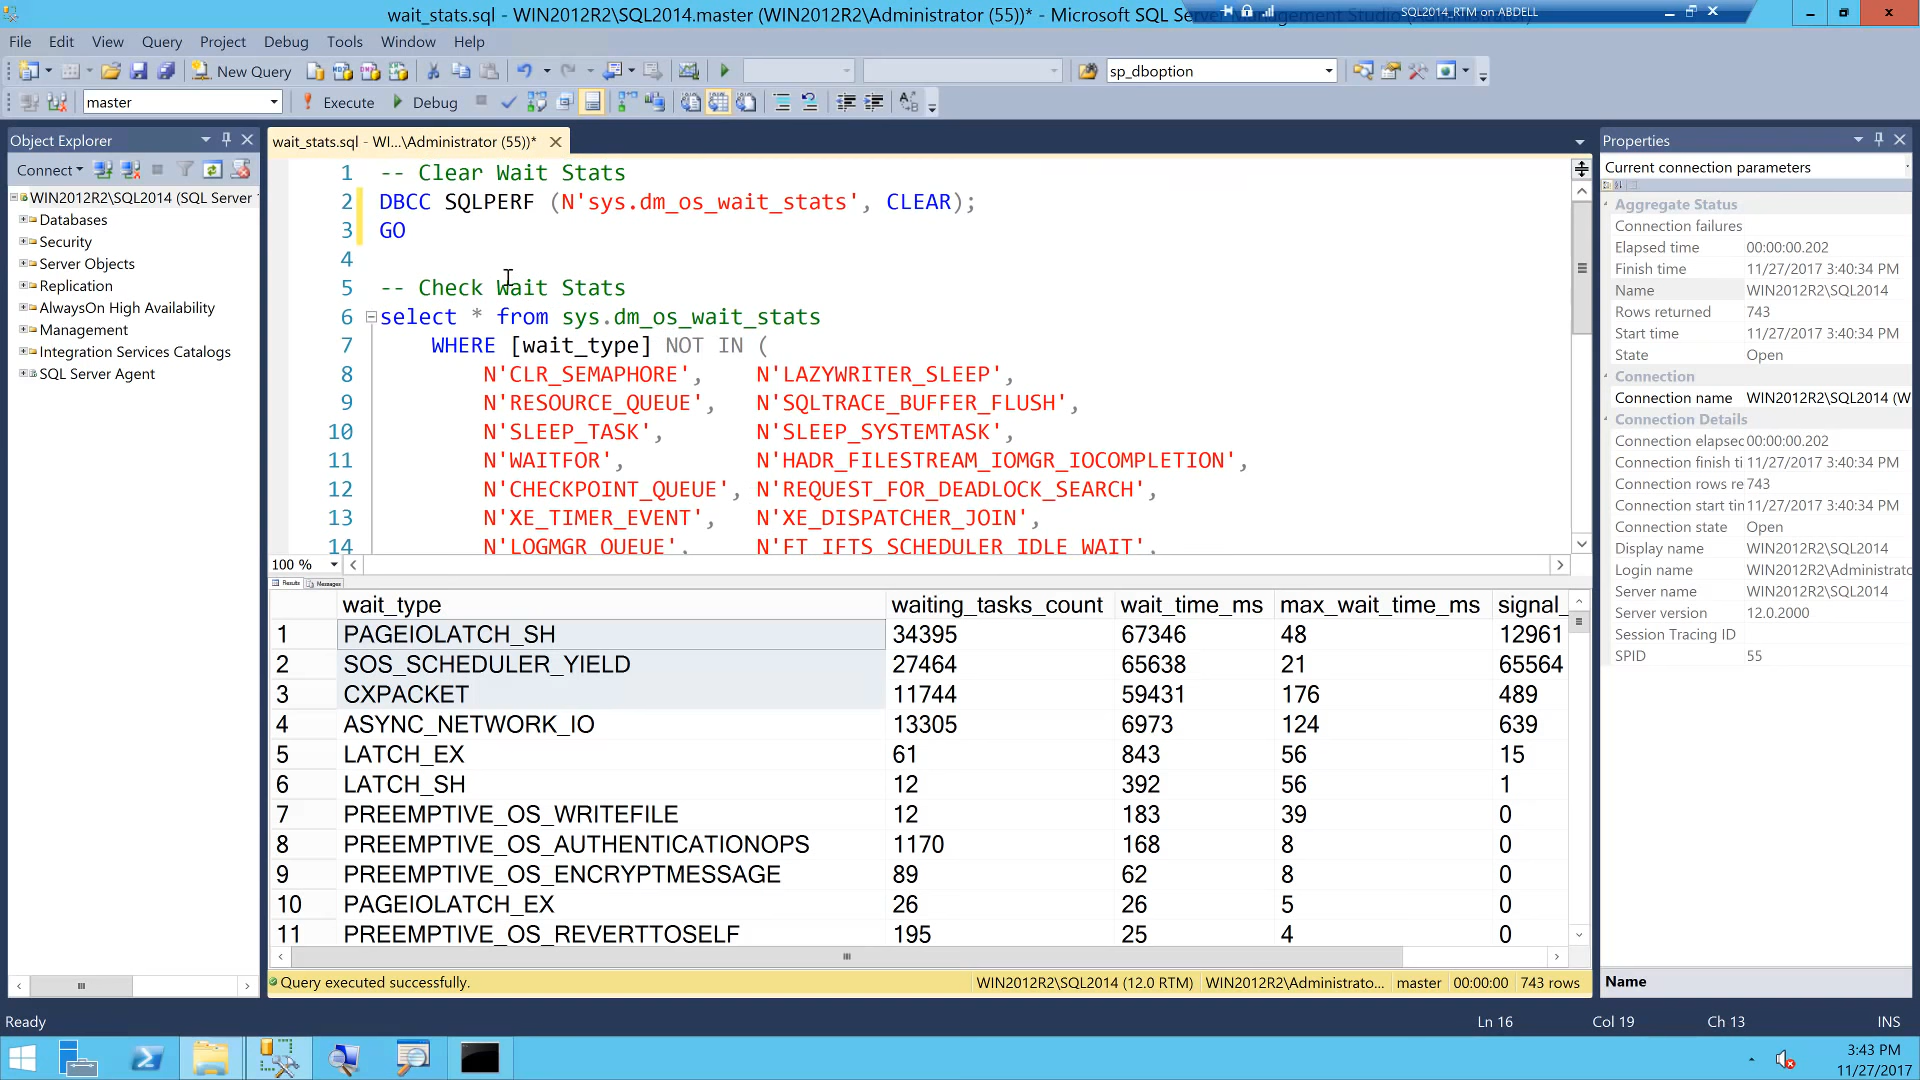 wait_stats.sql - WIN2012R2\SQL2014.master (WIN2012R2\Administrator (55))* - Microsoft SQL Server
SQL2014_RTM on ABDELL
File Edit View Query Project Debug Tools Window Help
New Query sp_dboption
master Execute Debug
Object Explorer
Connect
WIN2012R2\SQL2014 (SQL Server
Databases
Security
Server Objects
Replication
AlwaysOn High Availability
Management
Integration Services Catalogs
SQL Server Agent
wait_stats.sql - WI...\Administrator (55))*
1 -- Clear Wait Stats
2 DBCC SQLPERF (N'sys.dm_os_wait_stats', CLEAR);
3 GO
4
5 -- Check Wait Stats
6 select * from sys.dm_os_wait_stats
7 WHERE [wait_type] NOT IN (
8 N'CLR_SEMAPHORE', N'LAZYWRITER_SLEEP',
9 N'RESOURCE_QUEUE', N'SQLTRACE_BUFFER_FLUSH',
10 N'SLEEP_TASK', N'SLEEP_SYSTEMTASK',
11 N'WAITFOR', N'HADR_FILESTREAM_IOMGR_IOCOMPLETION',
12 N'CHECKPOINT_QUEUE', N'REQUEST_FOR_DEADLOCK_SEARCH',
13 N'XE_TIMER_EVENT', N'XE_DISPATCHER_JOIN',
14 N'LOGMGR_QUEUE', N'FT_IFTS_SCHEDULER_IDLE_WAIT',
100 %
Results Messages
wait_type waiting_tasks_count wait_time_ms max_wait_time_ms signal_
1 PAGEIOLATCH_SH 34395 67346 48 12961
2 SOS_SCHEDULER_YIELD 27464 65638 21 65564
3 CXPACKET 11744 59431 176 489
4 ASYNC_NETWORK_IO 13305 6973 124 639
5 LATCH_EX 61 843 56 15
6 LATCH_SH 12 392 56 1
7 PREEMPTIVE_OS_WRITEFILE 12 183 39 0
8 PREEMPTIVE_OS_AUTHENTICATIONOPS 1170 168 8 0
9 PREEMPTIVE_OS_ENCRYPTMESSAGE 89 62 8 0
10 PAGEIOLATCH_EX 26 26 5 0
11 PREEMPTIVE_OS_REVERTTOSELF 195 25 4 0
Query executed successfully. WIN2012R2\SQL2014 (12.0 RTM) WIN2012R2\Administrato... master 00:00:00 743 rows
Properties
Current connection parameters
Aggregate Status
Connection failures
Elapsed time 00:00:00.202
Finish time 11/27/2017 3:40:34 PM
Name WIN2012R2\SQL2014
Rows returned 743
Start time 11/27/2017 3:40:34 PM
State Open
Connection
Connection name WIN2012R2\SQL2014 (W
Connection Details
Connection elapsec 00:00:00.202
Connection finish ti 11/27/2017 3:40:34 PM
Connection rows re 743
Connection start tin 11/27/2017 3:40:34 PM
Connection state Open
Display name WIN2012R2\SQL2014
Login name WIN2012R2\Administrato
Server name WIN2012R2\SQL2014
Server version 12.0.2000
Session Tracing ID
SPID 55
Name
Ready Ln 16 Col 19 Ch 13 INS
3:43 PM
11/27/2017